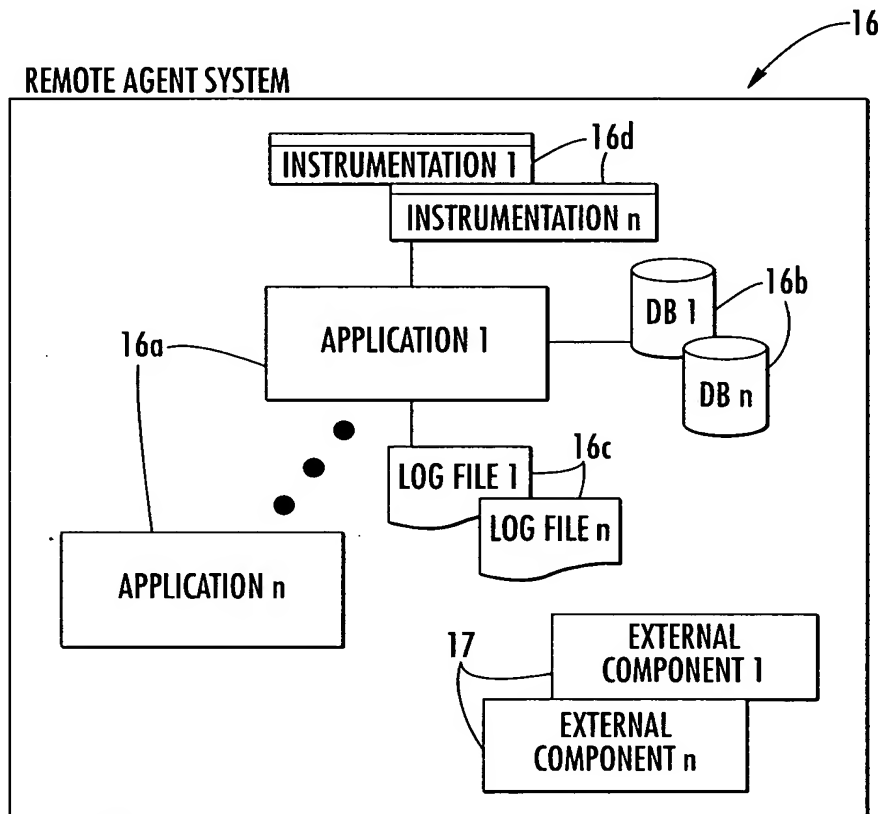 16
REMOTE AGENT SYSTEM
16d
INSTRUMENTATION 1
INSTRUMENTATION n
16b
DB 1
16a
APPLICATION 1
DB n
16c
LOG FILE 1
LOG FILE n
APPLICATION n
17
EXTERNAL
COMPONENT 1
EXTERNAL
COMPONENT n